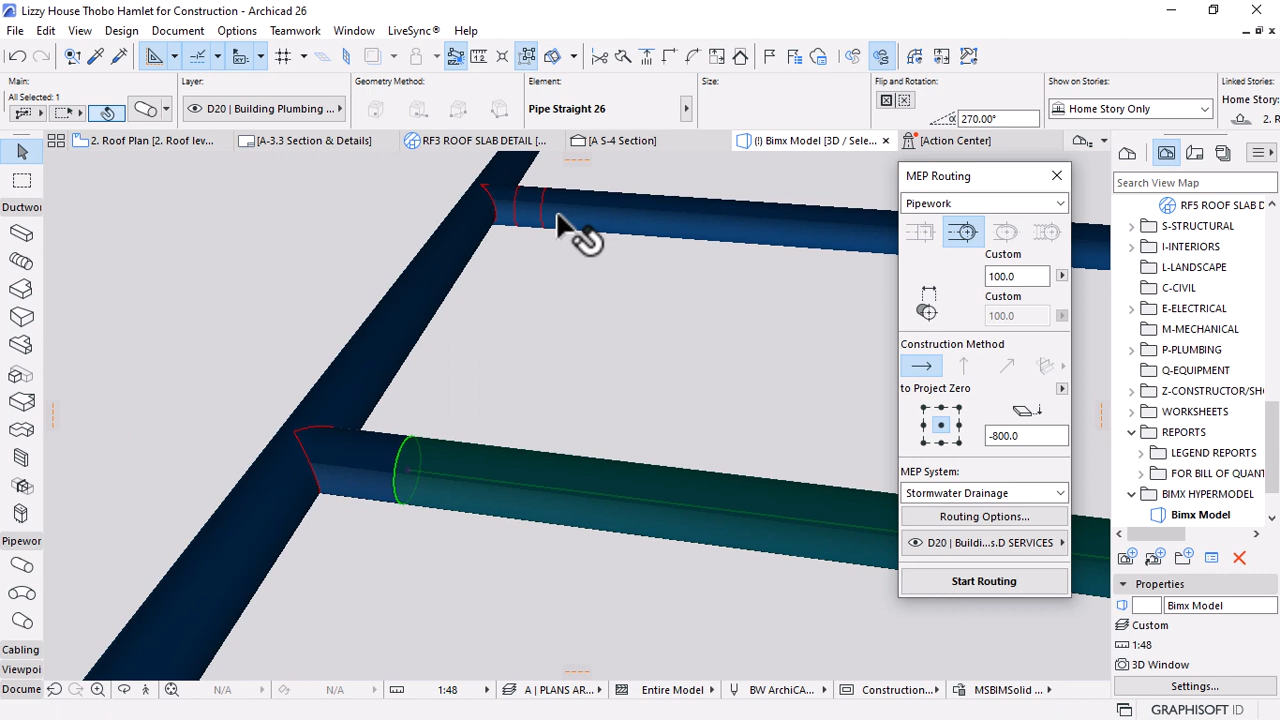 Lizzy House Thobo Hamlet for Construction - Archicad 26
File Edit View Design Document Options Teamwork Window LiveSync® Help
Main:
All Selected: 1
Layer:
D20 | Building Plumbing ...
Geometry Method:
Element:
Pipe Straight 26
Size:
Flip and Rotation:
270.00°
Show on Stories:
Home Story Only
Linked Stories:
Home Story:
2. R
2. Roof Plan [2. Roof lev...
[A-3.3 Section & Details]
RF3 ROOF SLAB DETAIL [...
[A S-4 Section]
(!) Bimx Model [3D / Sele...
[Action Center]
Ductwo
Pipewor
Cabling
Viewpoi
Docume
MEP Routing
Pipework
Custom
100.0
Custom
100.0
Construction Method
to Project Zero
-800.0
MEP System:
Stormwater Drainage
Routing Options...
D20 | Buildi...s.D SERVICES
Start Routing
Search View Map
RF5 ROOF SLAB D
S-STRUCTURAL
I-INTERIORS
L-LANDSCAPE
C-CIVIL
E-ELECTRICAL
M-MECHANICAL
P-PLUMBING
Q-EQUIPMENT
Z-CONSTRUCTOR/SHO
WORKSHEETS
REPORTS
LEGEND REPORTS
FOR BILL OF QUANT
BIMX HYPERMODEL
Bimx Model
Properties
Bimx Model
Custom
1:48
3D Window
Settings...
N/A
N/A
1:48
A | PLANS AR...
Entire Model
BW ArchiCA...
Construction...
MSBIMSolid ...
GRAPHISOFT ID